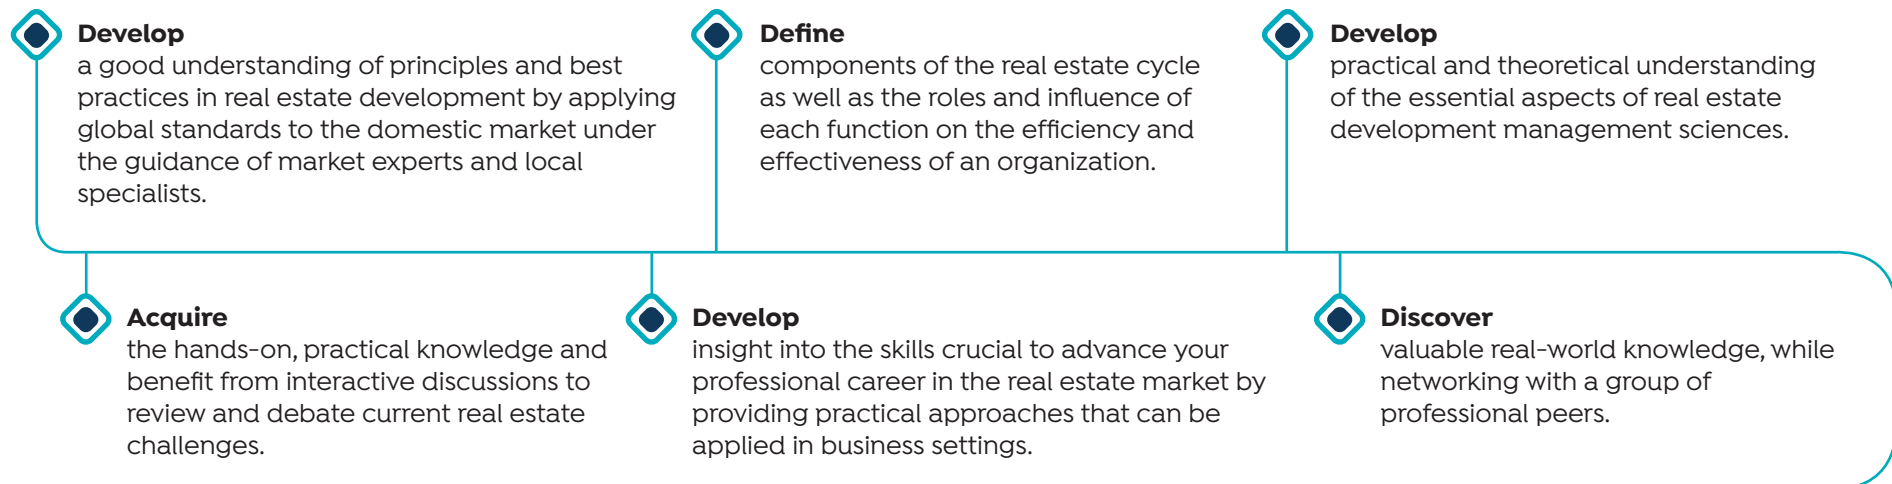 Develop
a good understanding of principles and best
practices in real estate development by applying
global standards to the domestic market under
the guidance of market experts and local
specialists.
Define
components of the real estate cycle
as well as the roles and influence of
each function on the efficiency and
effectiveness of an organization.
Develop
practical and theoretical understanding
of the essential aspects of real estate
development management sciences.
Acquire
the hands-on, practical knowledge and
benefit from interactive discussions to
review and debate current real estate
challenges.
Develop
insight into the skills crucial to advance your
professional career in the real estate market by
providing practical approaches that can be
applied in business settings.
Discover
valuable real-world knowledge, while
networking with a group of
professional peers.